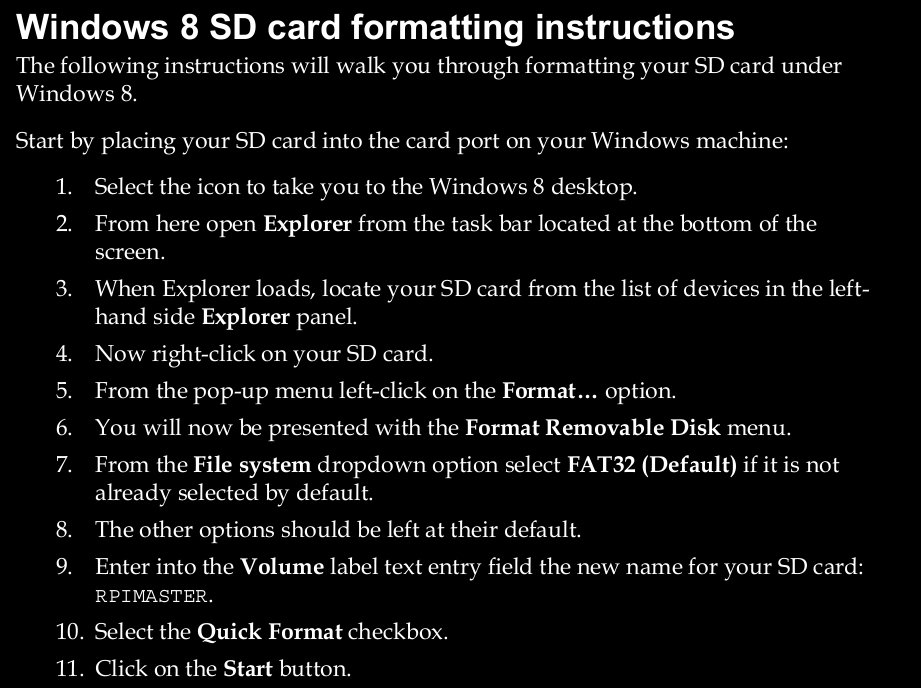 Windows 8 SD card formatting instructions
The following instructions will walk you through formatting your SD card under
Windows 8.
Start by placing your SD card into the card port on your Windows machine:
1. Select the icon to take you to the Windows 8 desktop.
2. From here open Explorer from the task bar located at the bottom of the
screen.
3. When Explorer loads, locate your SD card from the list of devices in the left-
hand side Explorer panel.
4. Now right-click on your SD card.
5. From the pop-up menu left-click on the Format… option.
6. You will now be presented with the Format Removable Disk menu.
7. From the File system dropdown option select FAT32 (Default) if it is not
already selected by default.
8. The other options should be left at their default.
9. Enter into the Volume label text entry field the new name for your SD card:
RPIMASTER.
10. Select the Quick Format checkbox.
11. Click on the Start button.